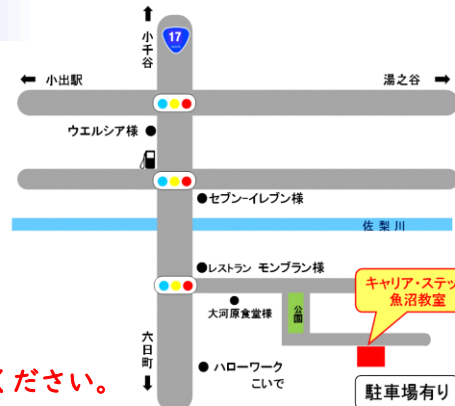 小千谷
17
← 小出駅
湯之谷 →
ウエルシア様
セブン-イレブン様
佐梨川
レストラン モンブラン様
キャリア・ステッ
魚沼教室
大河原食堂様
公園
六日町
ハローワーク
こいで
ください。
駐車場有り